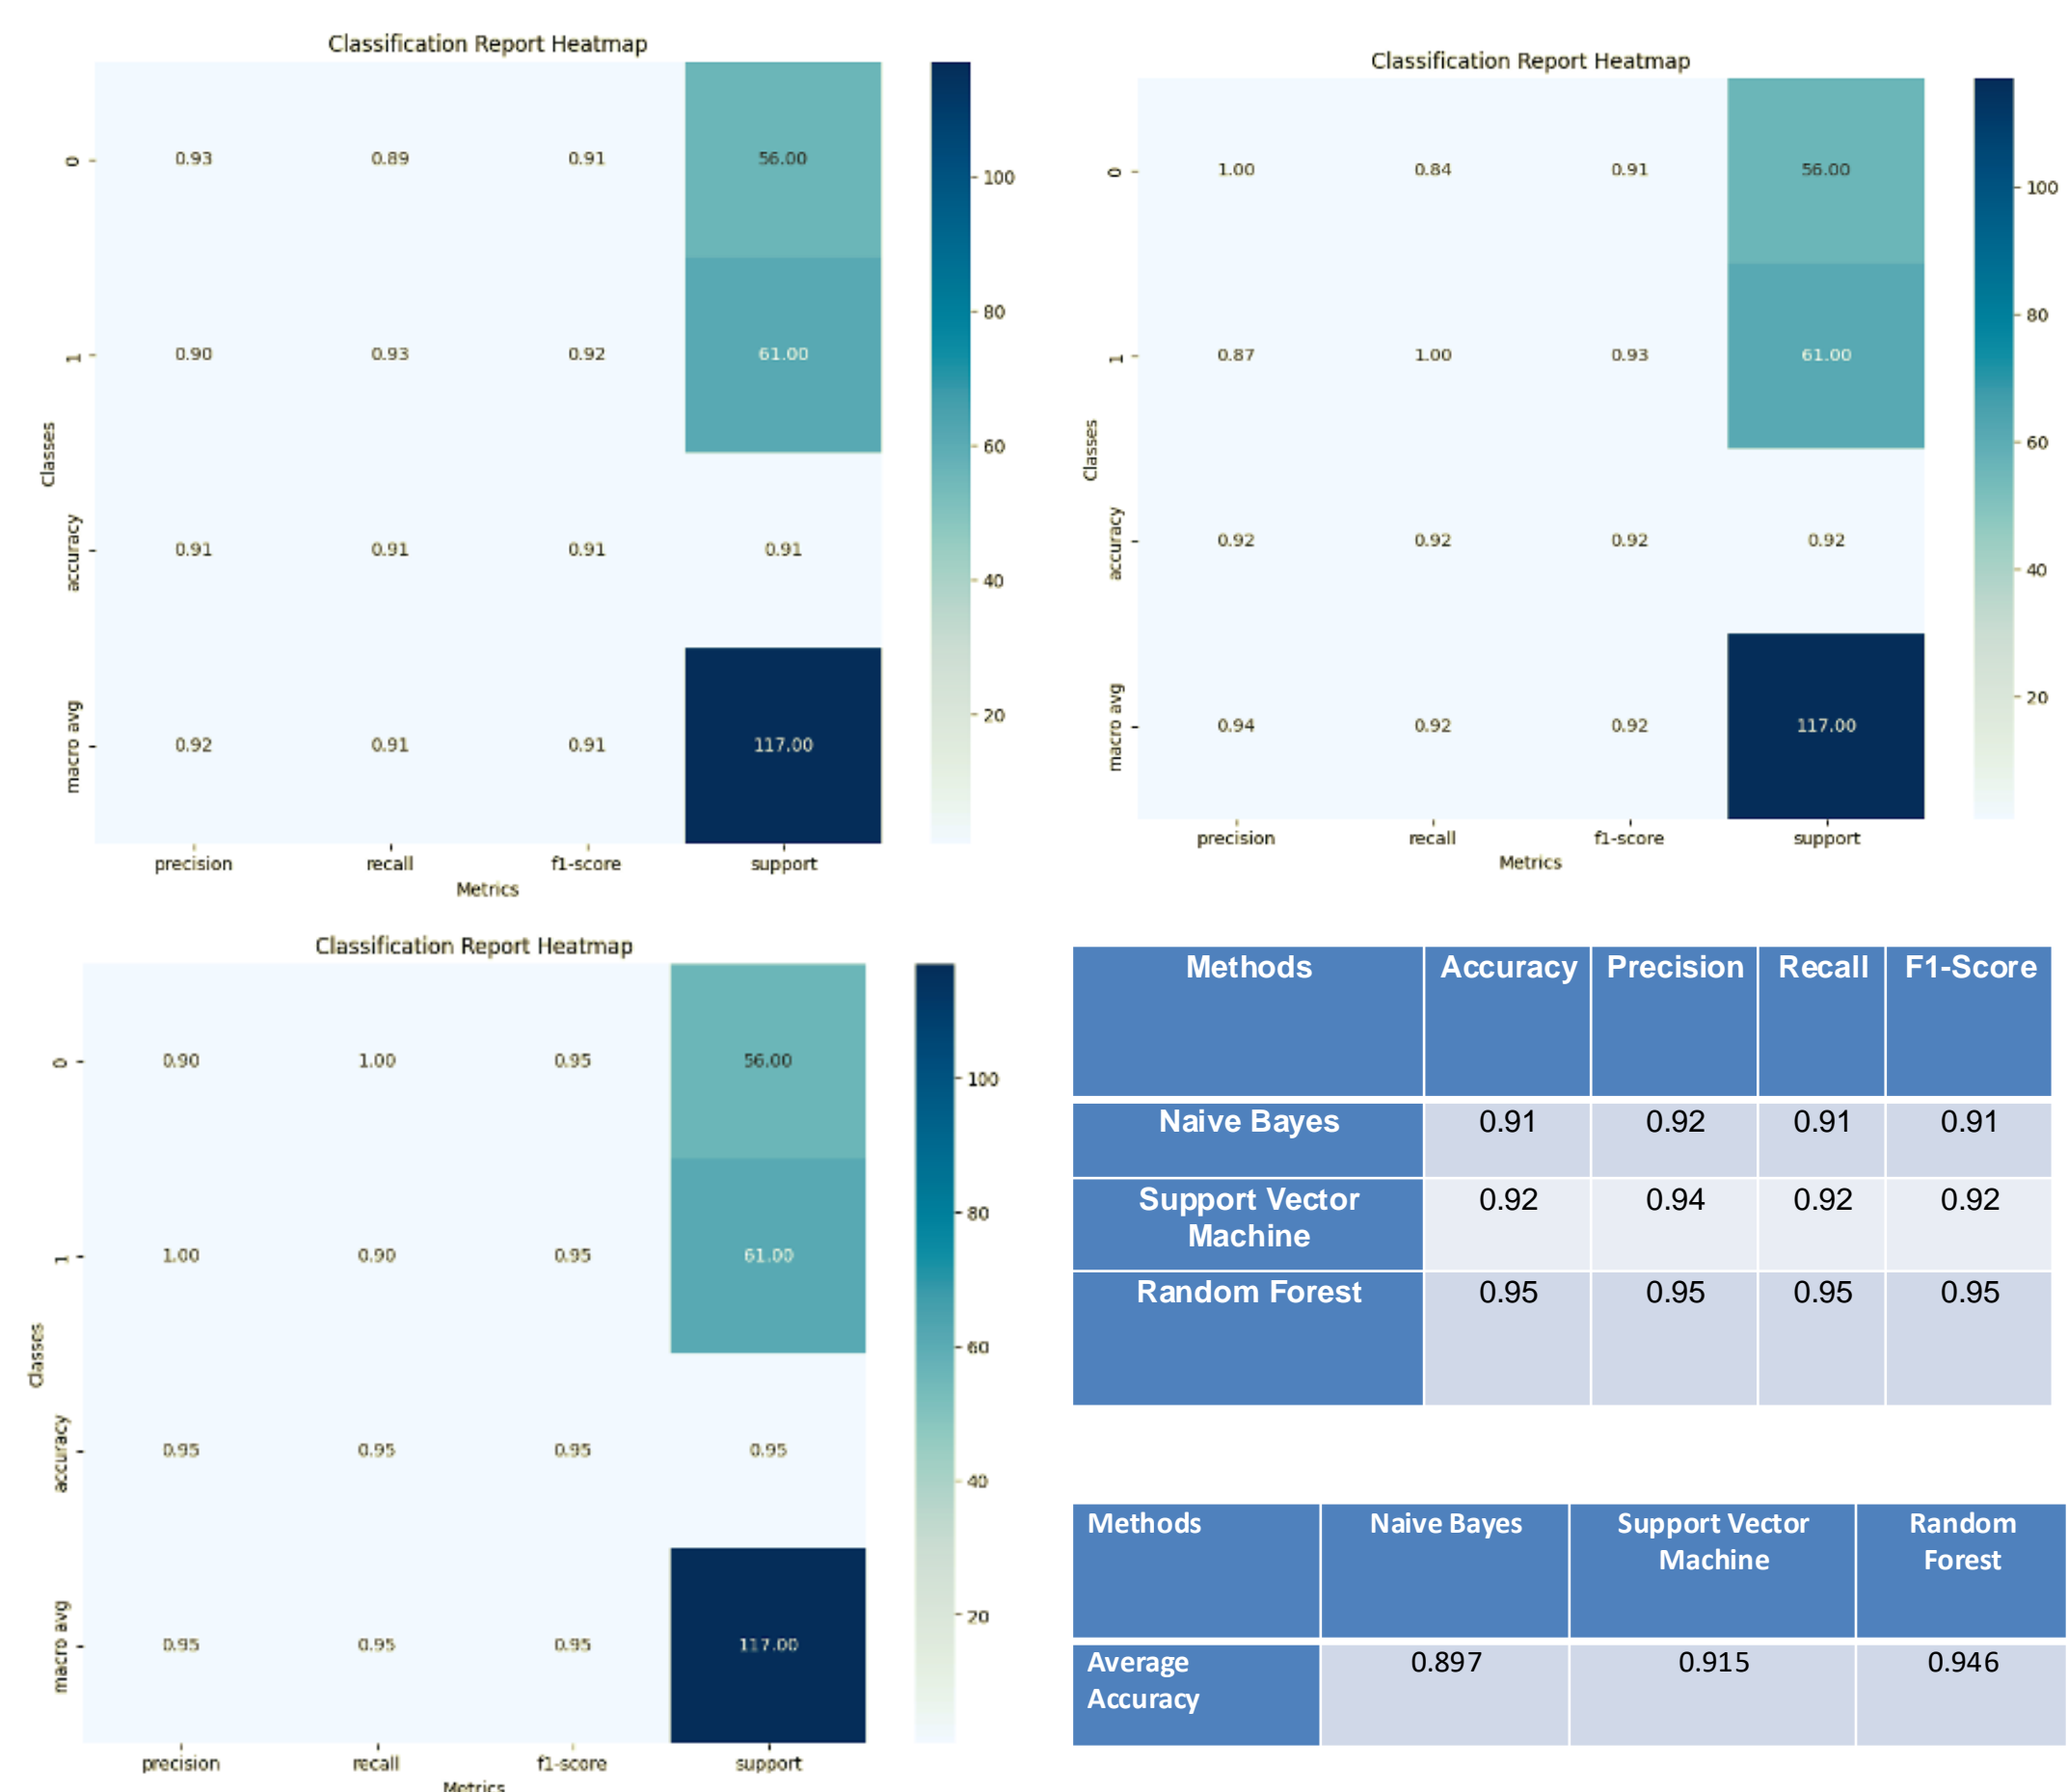 Classification Report Heatmap
0 0.93 0.89 0.91 56.00
100
1 0.90 0.93 0.92 61.00
80
60
Classes
accuracy 0.91 0.91 0.91 0.91
40
20
macro avg 0.92 0.91 0.91 117.00
precision recall f1-score support
Metrics
Classification Report Heatmap
0 1.00 0.84 0.91 56.00
100
80
1 0.87 1.00 0.93 61.00
60
Classes
accuracy 0.92 0.92 0.92 0.92
40
20
macro avg 0.94 0.92 0.92 117.00
precision recall f1-score support
Metrics
Classification Report Heatmap
0 0.90 1.00 0.95 56.00
100
80
1 1.00 0.90 0.95 61.00
60
Classes
accuracy 0.95 0.95 0.95 0.95
40
20
macro avg 0.95 0.95 0.95 117.00
precision recall f1-score support
Metrics
Methods Accuracy Precision Recall F1-Score
Naive Bayes 0.91 0.92 0.91 0.91
Support Vector 0.92 0.94 0.92 0.92
Machine
Random Forest 0.95 0.95 0.95 0.95
Methods Naive Bayes Support Vector Random
Machine Forest
Average 0.897 0.915 0.946
Accuracy